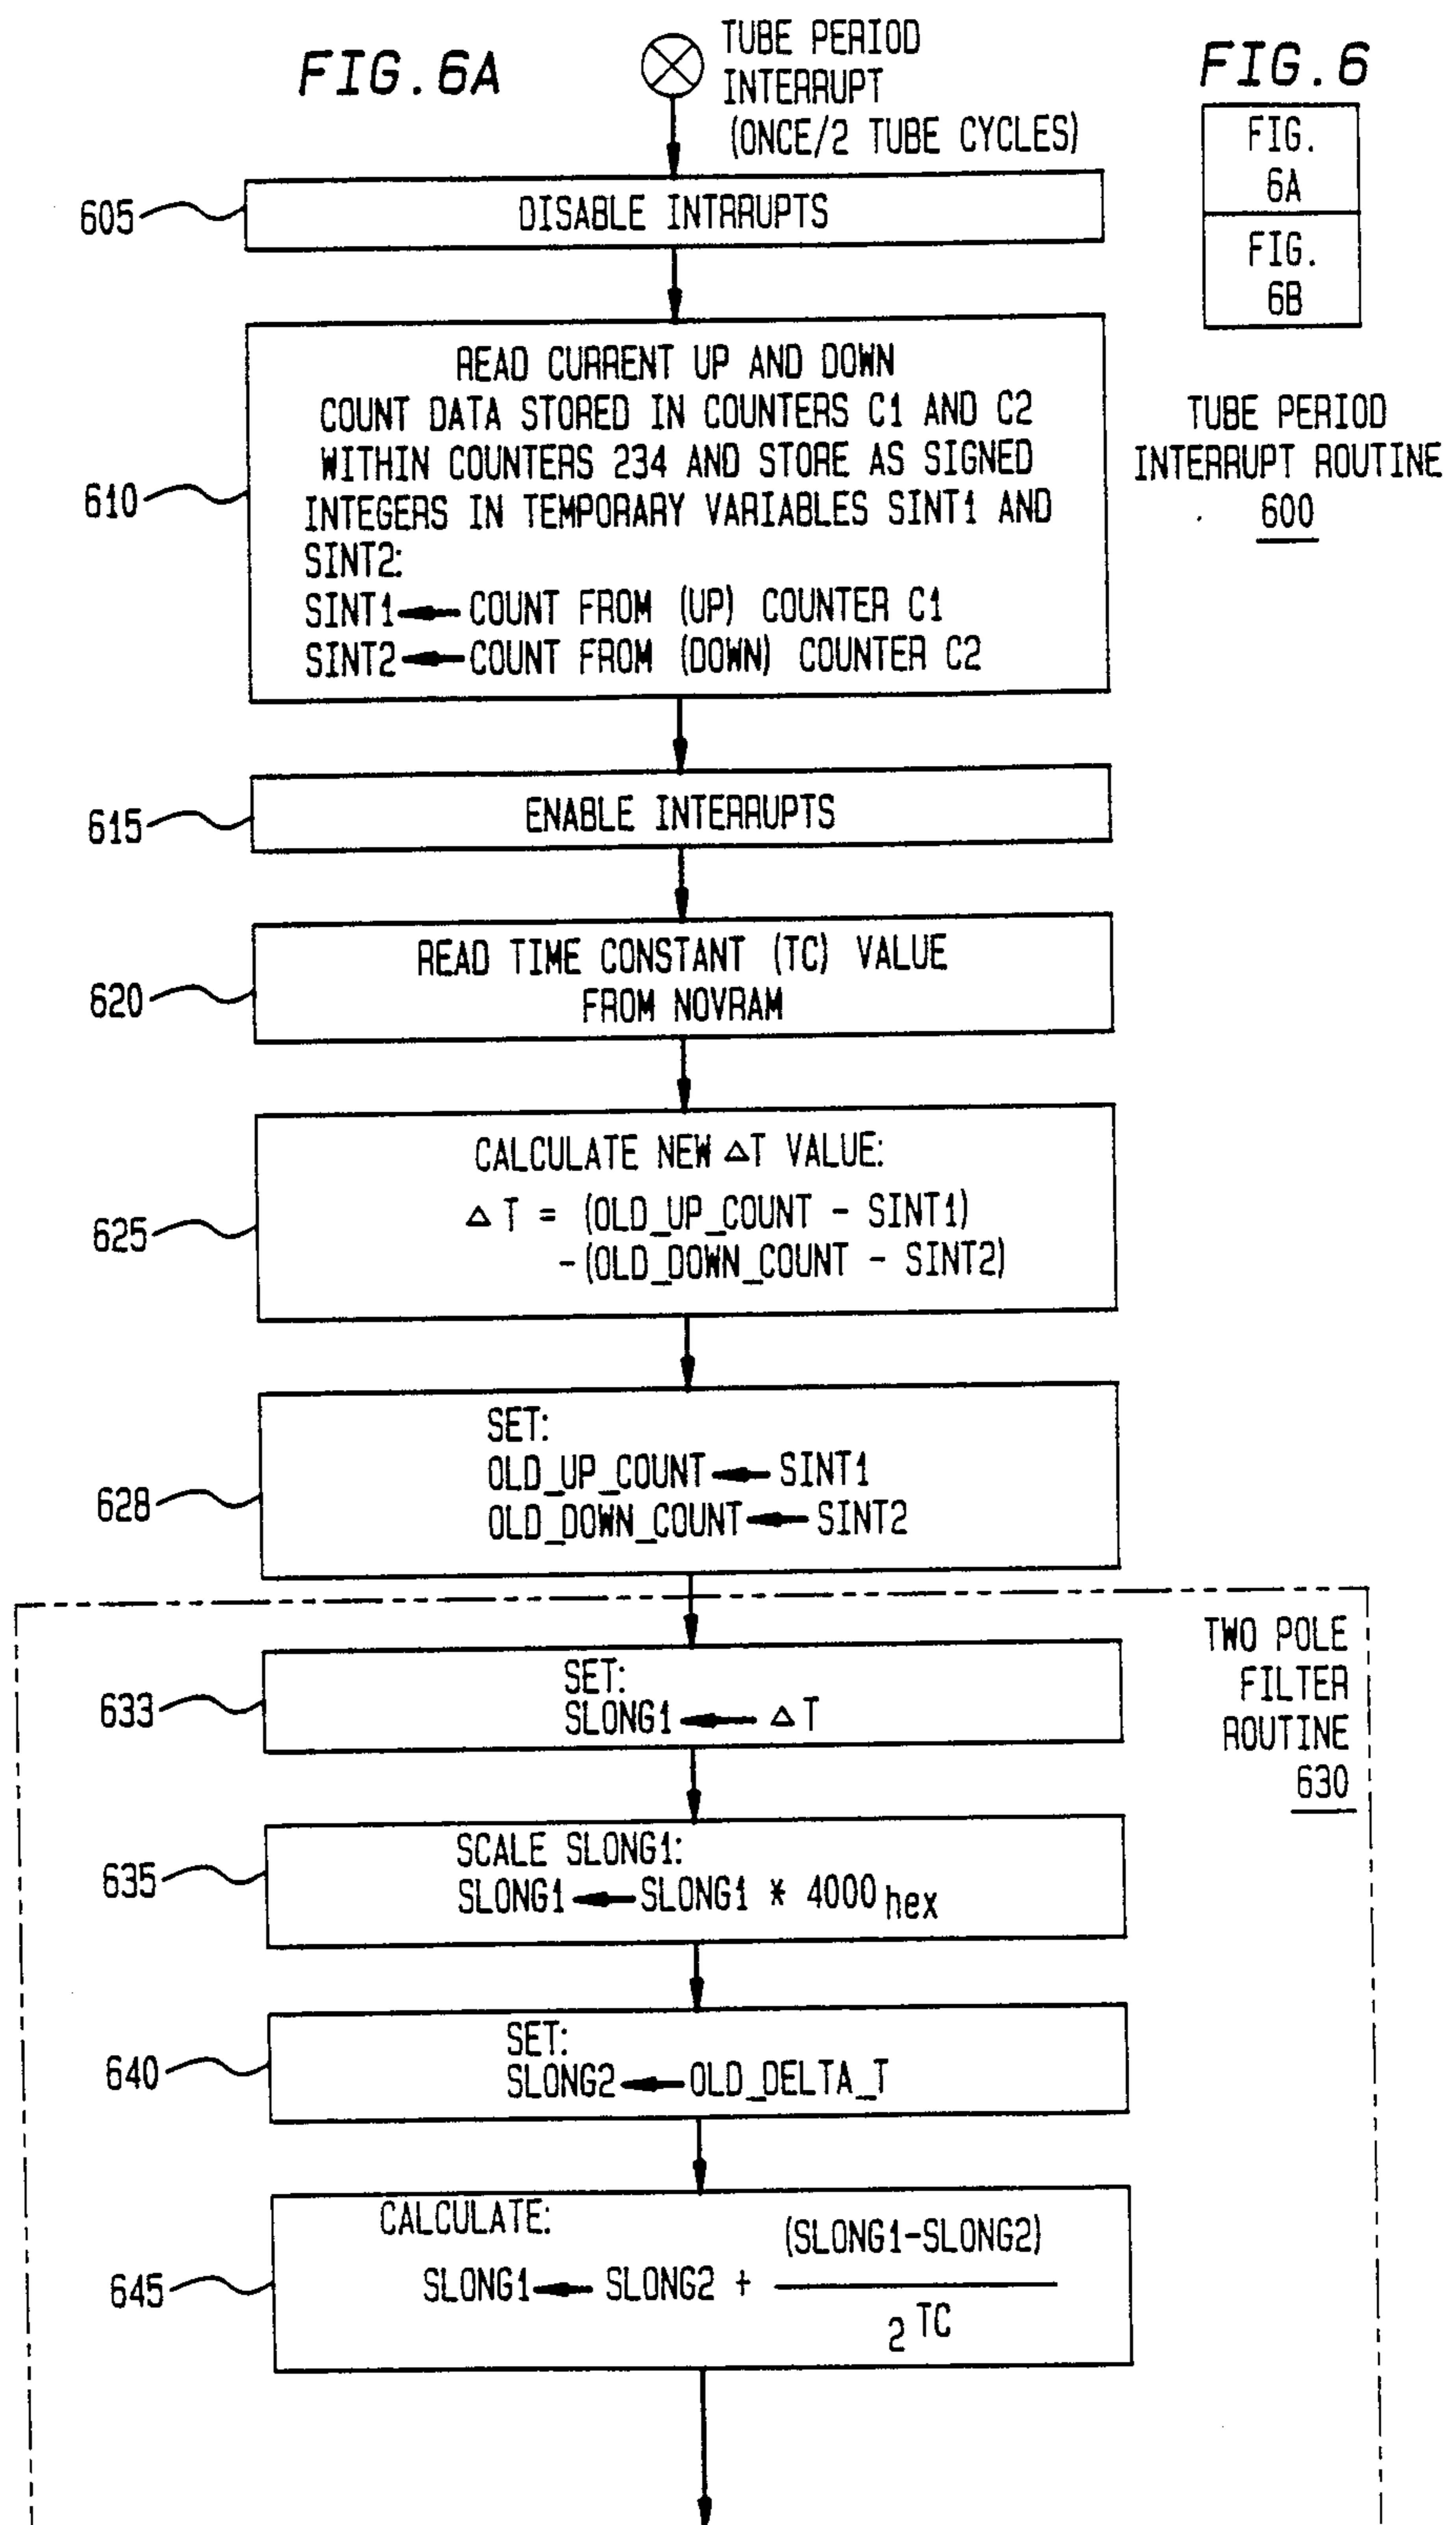 FIG. 6A
TUBE PERIOD
INTERRUPT
(ONCE/2 TUBE CYCLES)
FIG. 6
FIG.
6A
FIG.
6B
TUBE PERIOD
INTERRUPT ROUTINE
600
605
DISABLE INTRRUPTS
610
READ CURRENT UP AND DOWN
COUNT DATA STORED IN COUNTERS C1 AND C2
WITHIN COUNTERS 234 AND STORE AS SIGNED
INTEGERS IN TEMPORARY VARIABLES SINT1 AND
SINT2:
SINT1 ← COUNT FROM (UP) COUNTER C1
SINT2 ← COUNT FROM (DOWN) COUNTER C2
615
ENABLE INTERRUPTS
620
READ TIME CONSTANT (TC) VALUE
FROM NOVRAM
625
CALCULATE NEW ΔT VALUE:
ΔT = (OLD_UP_COUNT - SINT1)
-(OLD_DOWN_COUNT - SINT2)
628
SET:
OLD_UP_COUNT ← SINT1
OLD_DOWN_COUNT ← SINT2
TWO POLE
FILTER
ROUTINE
630
633
SET:
SLONG1 ← ΔT
635
SCALE SLONG1:
SLONG1 ← SLONG1 * 4000 hex
640
SET:
SLONG2 ← OLD_DELTA_T
645
CALCULATE:
(SLONG1-SLONG2)
SLONG1 ← SLONG2 +
2 TC